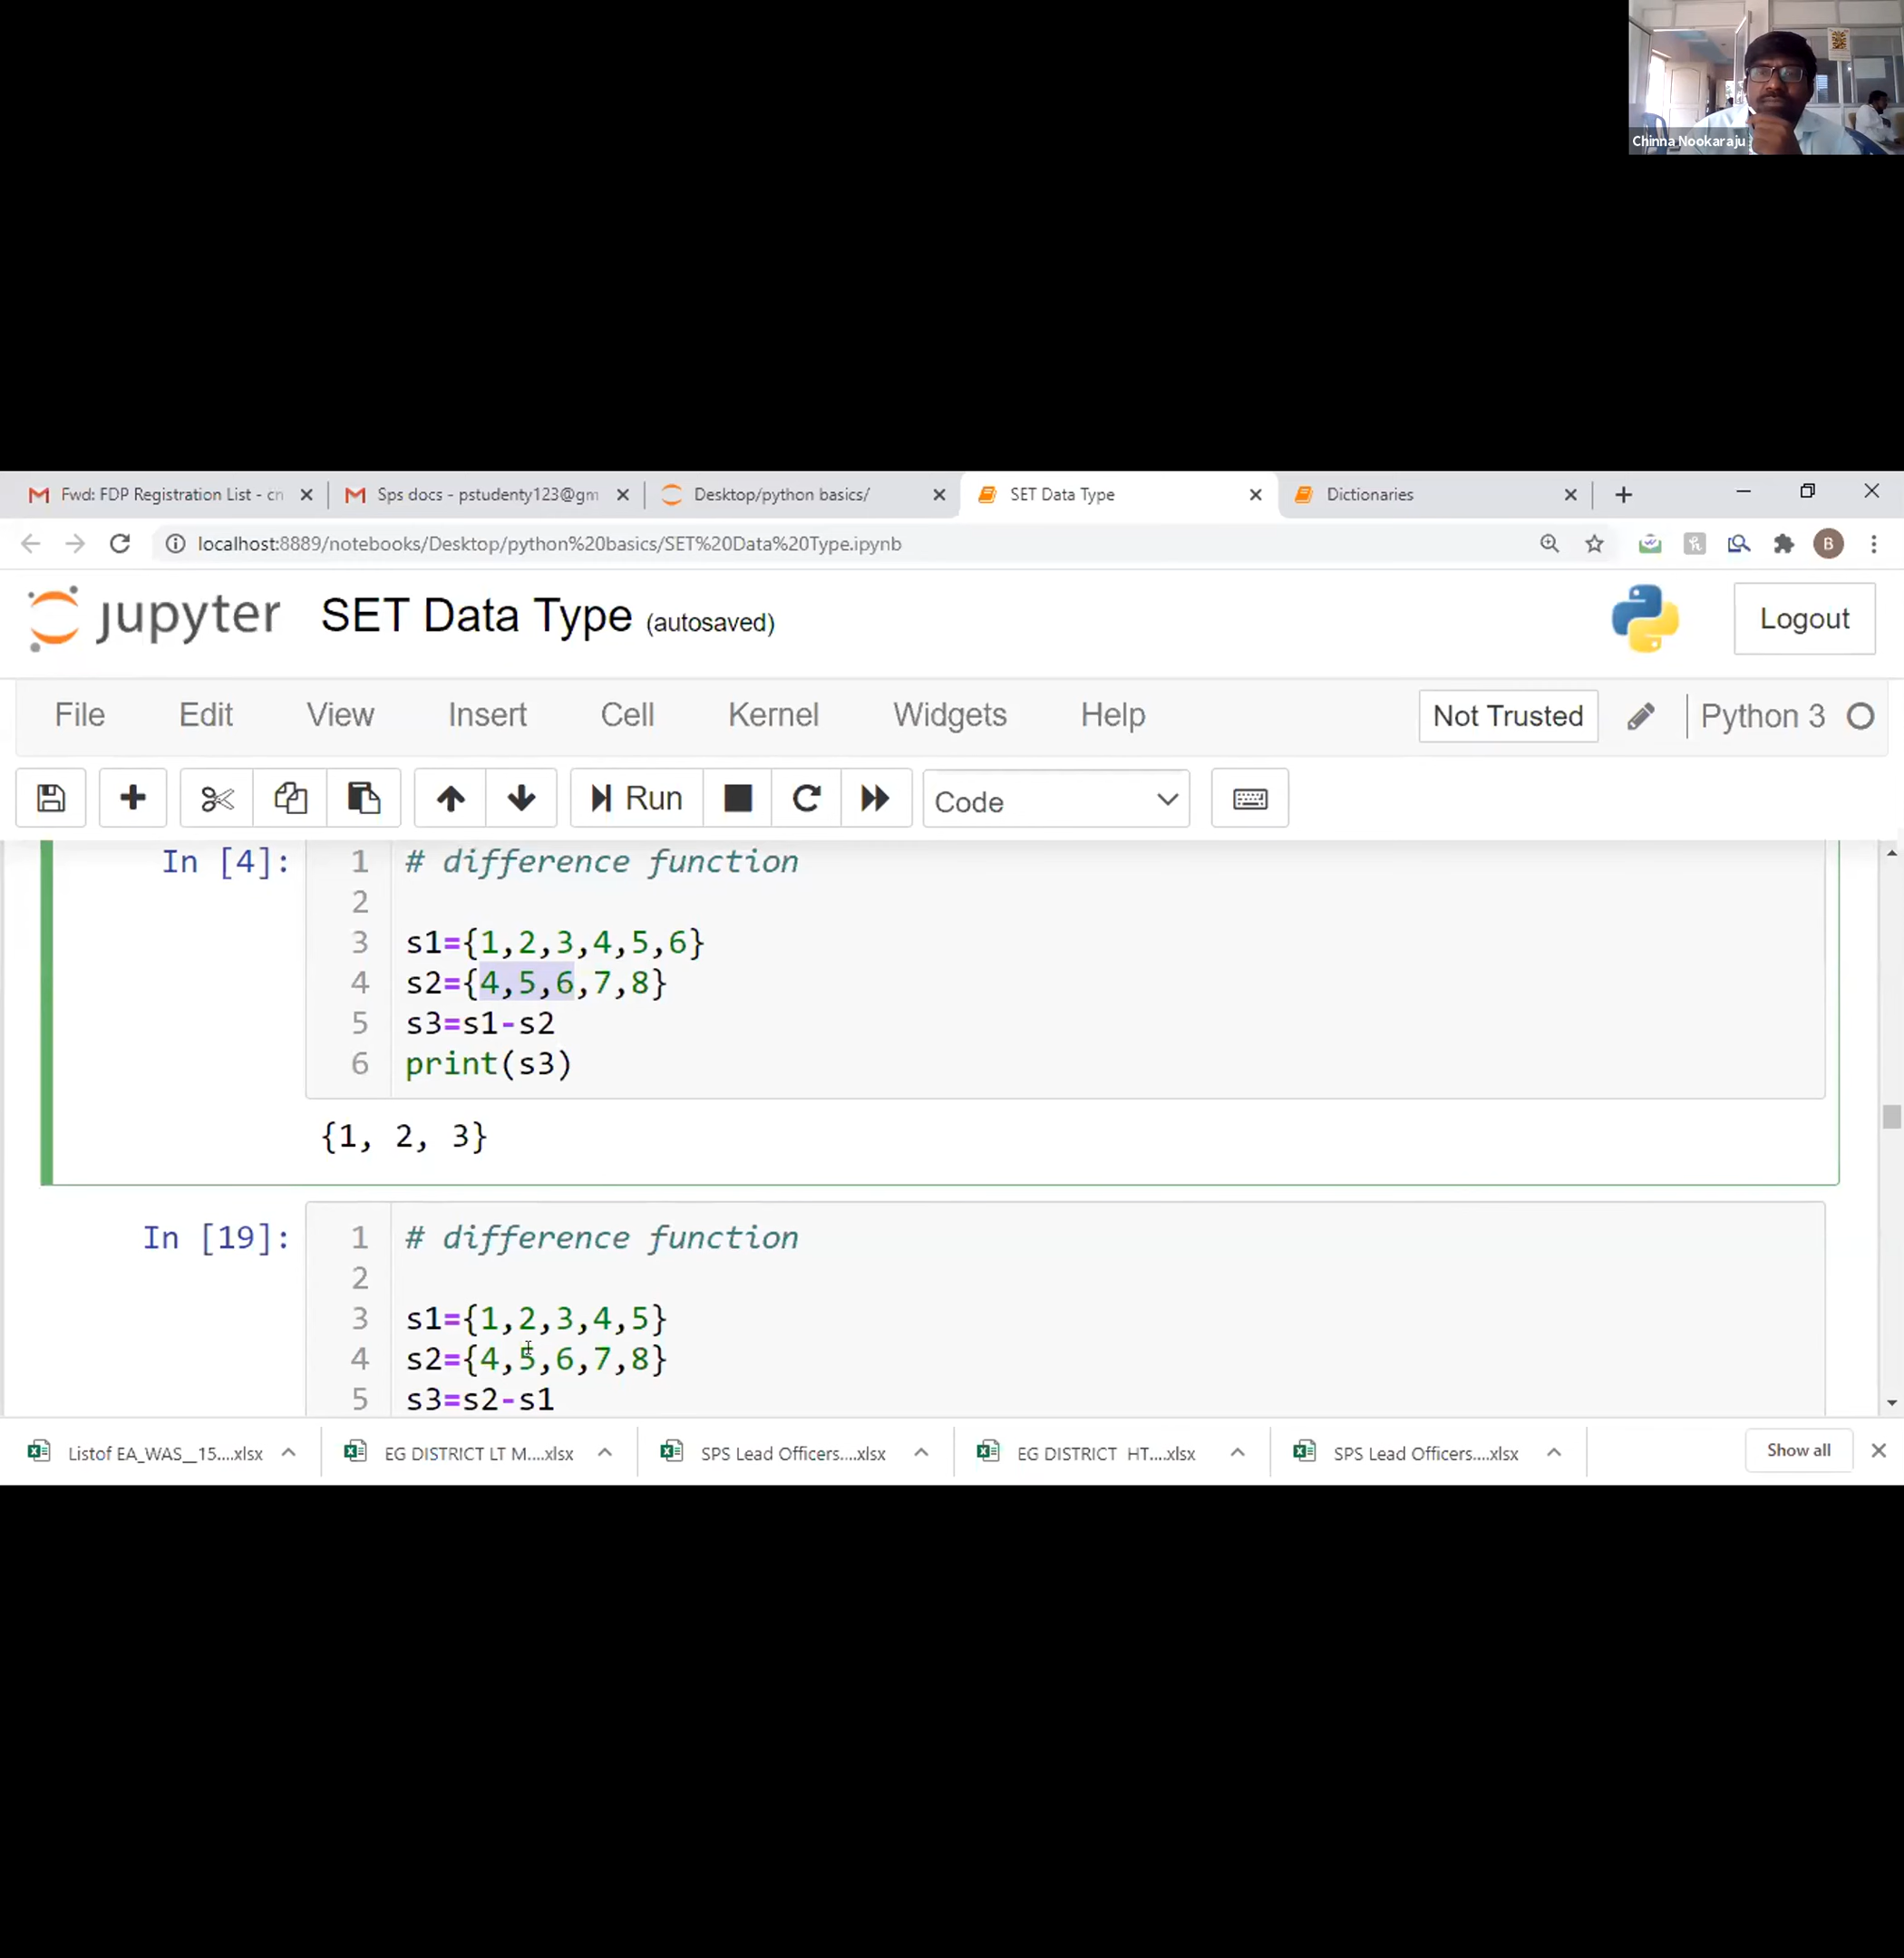 Chinna Nookaraju
Fwd: FDP Registration List - cn
Sps docs - pstudenty123@gm
Desktop/python basics/
SET Data Type
Dictionaries
localhost:8889/notebooks/Desktop/python%20basics/SET%20Data%20Type.ipynb
B
jupyter SET Data Type (autosaved)
Logout
File Edit View Insert Cell Kernel Widgets Help
Not Trusted
Python 3
Run
Code
In [4]:
1 # difference function
2
3 s1={1,2,3,4,5,6}
4 s2={4,5,6,7,8}
5 s3=s1-s2
6 print(s3)
{1, 2, 3}
In [19]:
1 # difference function
2
3 s1={1,2,3,4,5}
4 s2={4,5,6,7,8}
5 s3=s2-s1
Listof EA_WAS__15....xlsx
EG DISTRICT LT M....xlsx
SPS Lead Officers....xlsx
EG DISTRICT HT....xlsx
SPS Lead Officers....xlsx
Show all